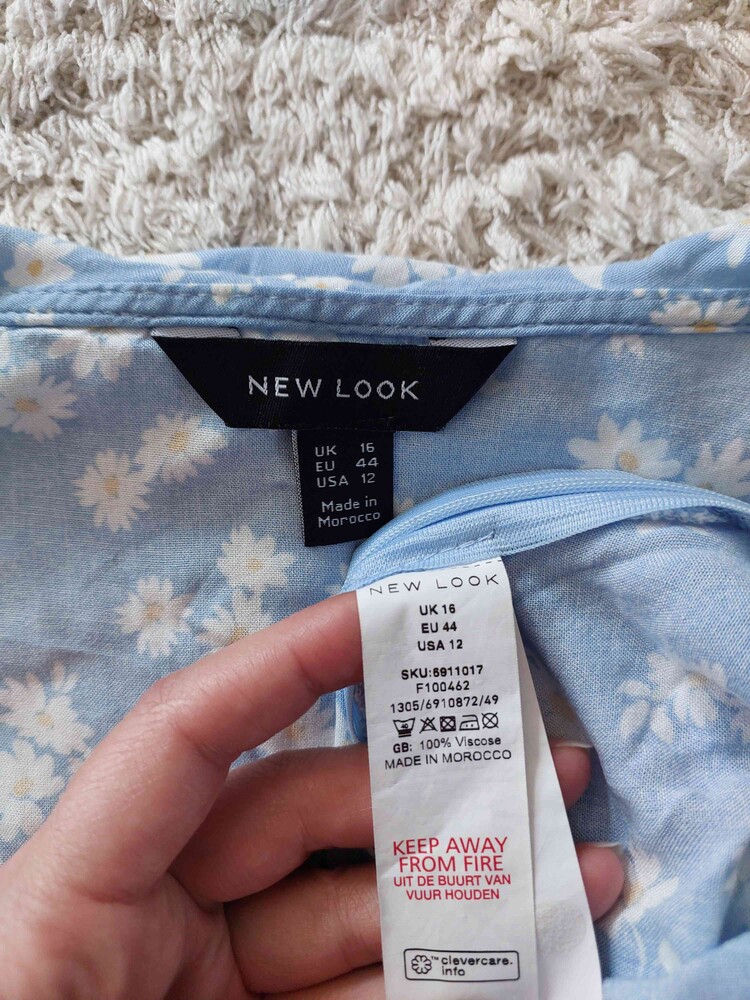 NEW LOOK
UK 16
EU 44
USA 12
Made in
Morocco
NEW LOOK
UK 16
EU 44
USA 12
SKU:6911017
F100462
1305/6910872/49
GB: 100% Viscose
MADE IN MOROCCO
KEEP AWAY
FROM FIRE
UIT DE BUURT VAN
VUUR HOUDEN
™ clevercare.
info